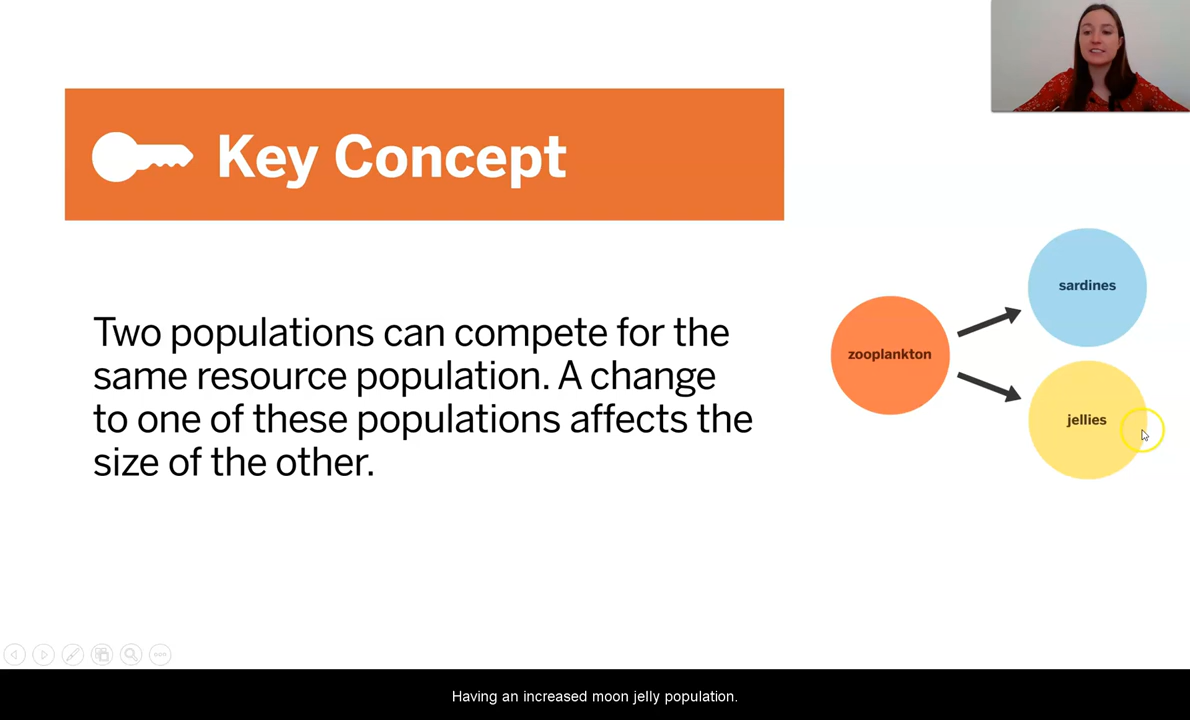 Key Concept
Two populations can compete for the
same resource population. A change
to one of these populations affects the
size of the other.
zooplankton
sardines
jellies
Having an increased moon jelly population.